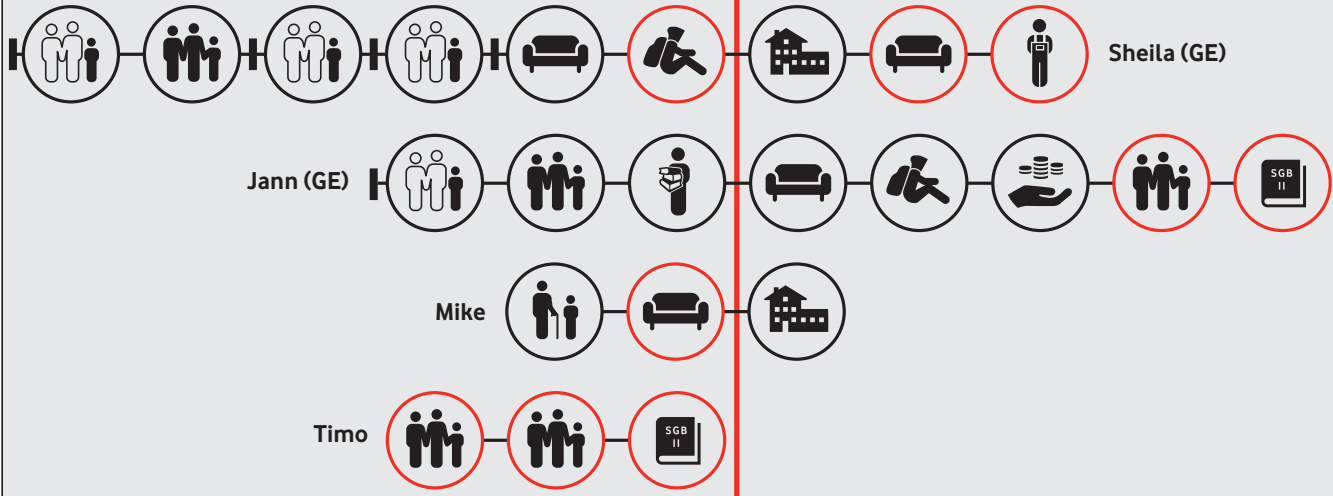 Sheila (GE)
Jann (GE)
SGB
II
Mike
Timo
SGB
II